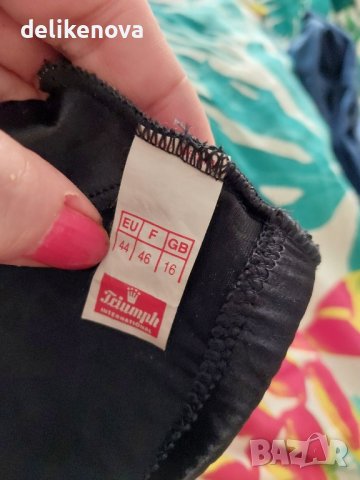 delikenova
EU F GB
44 46 16
Triumph
INTERNATIONAL
BAZAR